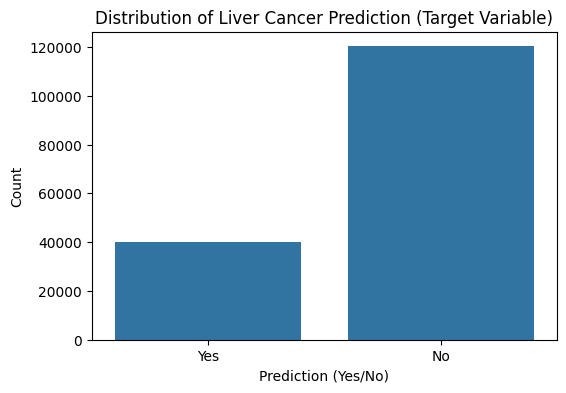 Distribution of Liver Cancer Prediction (Target Variable)
120000
100000
80000
60000
40000
20000
0
Count
Yes
No
Prediction (Yes/No)